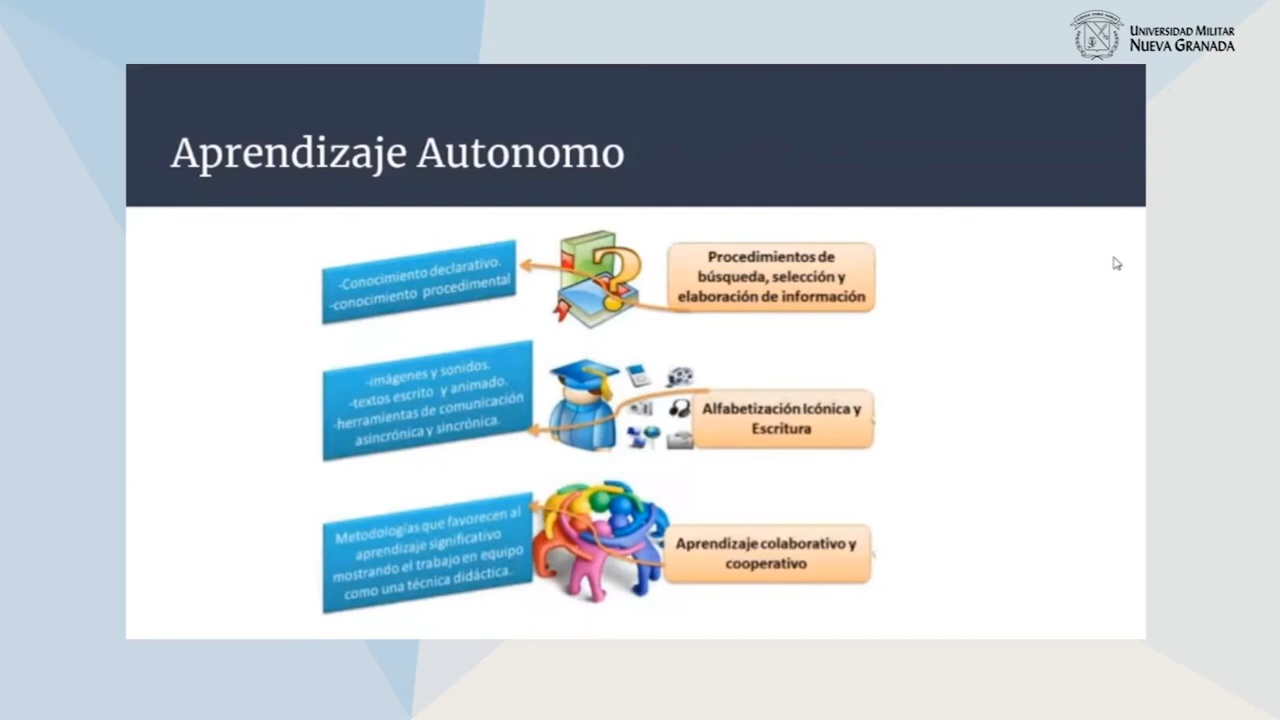 UNIVERSIDAD MILITAR
NUEVA GRANADA
Aprendizaje Autonomo
-Conocimiento declarativo.
-conocimiento procedimental
Procedimientos de
búsqueda, selección y
elaboración de información
-imágenes y sonidos.
-textos escrito y animado.
-herramientas de comunicación
asincrónica y sincrónica.
Alfabetización Icónica y
Escritura
Metodologías que favorecen al
aprendizaje significativo
mostrando el trabajo en equipo
como una técnica didáctica.
Aprendizaje colaborativo y
cooperativo